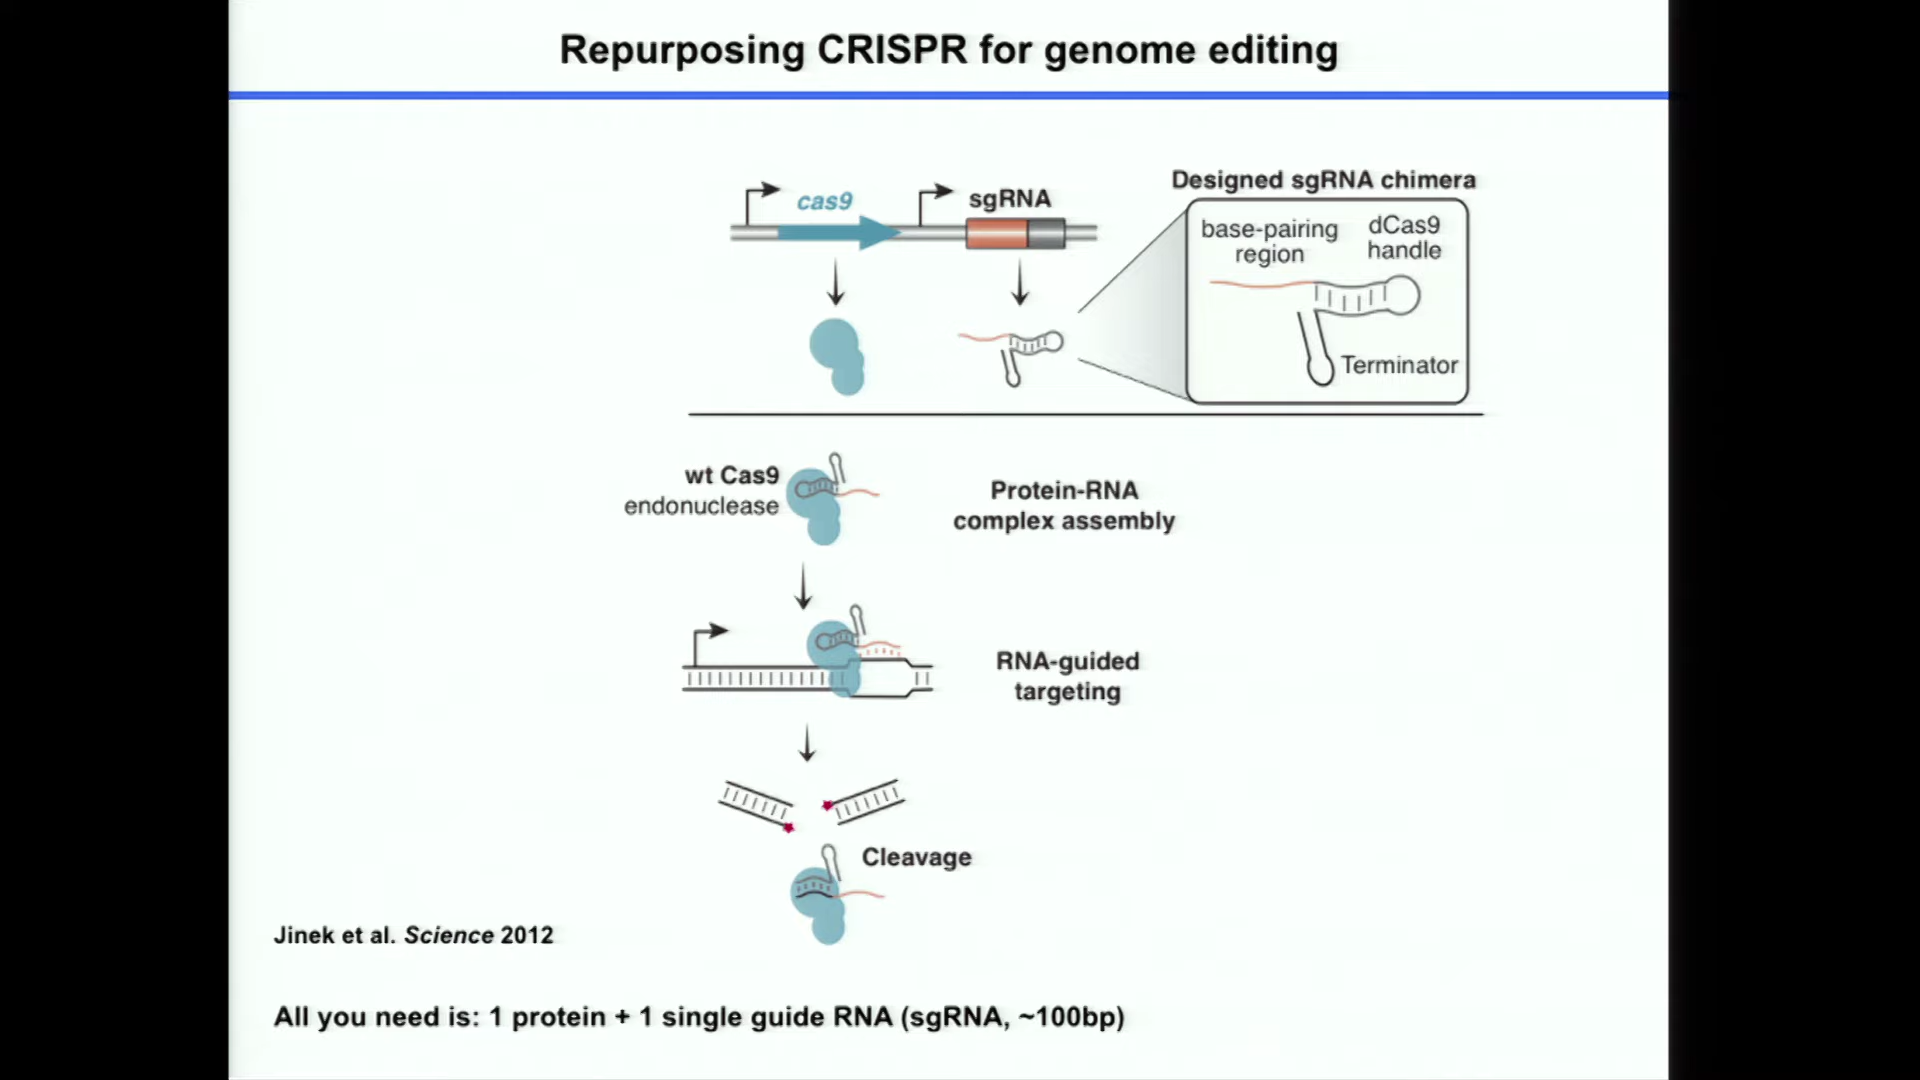 Repurposing CRISPR for genome editing
cas9
sgRNA
Designed sgRNA chimera
base-pairing
region
dCas9
handle
Terminator
wt Cas9
endonuclease
Protein-RNA
complex assembly
RNA-guided
targeting
Cleavage
Jinek et al. Science 2012
All you need is: 1 protein + 1 single guide RNA (sgRNA, ~100bp)